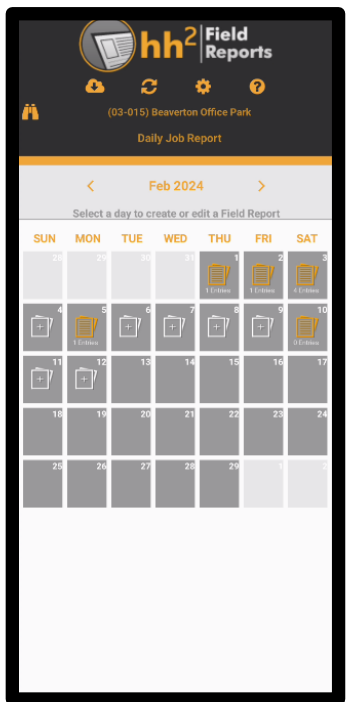 hh2 Field
Reports
(03-015) Beaverton Office Park
Daily Job Report
< Feb 2024 >
Select a day to create or edit a Field Report
SUN MON TUE WED THU FRI SAT
28 29 30 31 1 2 3
1 Entries 1 Entries 4 Entries
4 5 6 7 8 9 10
1 Entries 0 Entries
11 12 13 14 15 16 17
18 19 20 21 22 23 24
25 26 27 28 29 1 2